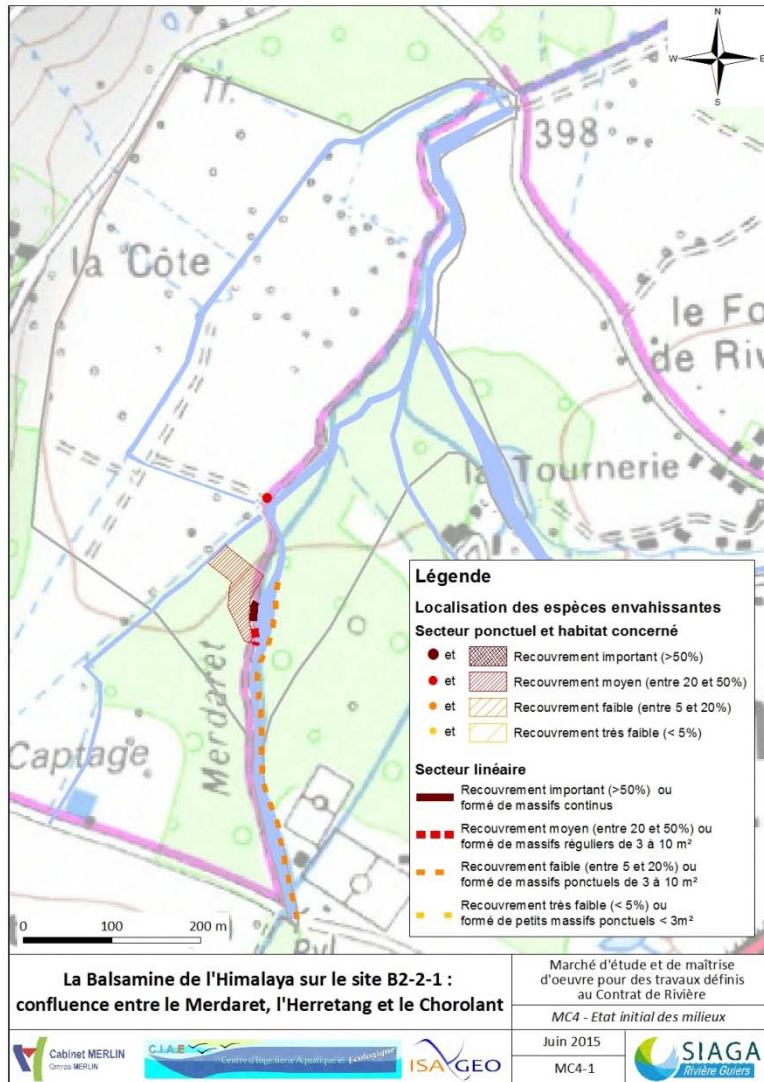 N
W E
S
ff.
398
la Côte
le Fo
de Riv
la Tournerie
Merdaret
Captage
0 100 200 m
Légende
Localisation des espèces envahissantes
Secteur ponctuel et habitat concerné
et Recouvrement important (>50%)
et Recouvrement moyen (entre 20 et 50%)
et Recouvrement faible (entre 5 et 20%)
et Recouvrement très faible (< 5%)
Secteur linéaire
Recouvrement important (>50%) ou
formé de massifs continus
Recouvrement moyen (entre 20 et 50%) ou
formé de massifs réguliers de 3 à 10 m²
Recouvrement faible (entre 5 et 20%) ou
formé de massifs ponctuels de 3 à 10 m²
Recouvrement très faible (< 5%) ou
formé de petits massifs ponctuels < 3m²
La Balsamine de l'Himalaya sur le site B2-2-1 :
confluence entre le Merdaret, l'Herretang et le Chorolant
Marché d'étude et de maîtrise
d'oeuvre pour des travaux définis
au Contrat de Rivière
MC4 - Etat initial des milieux
Juin 2015
MC4-1
Cabinet MERLIN
Groupe MERLIN
C.I.A.E
Centre d'Ingénierie Aquatique et Ecologique
ISA GEO
SIAGA
Rivière Guiers